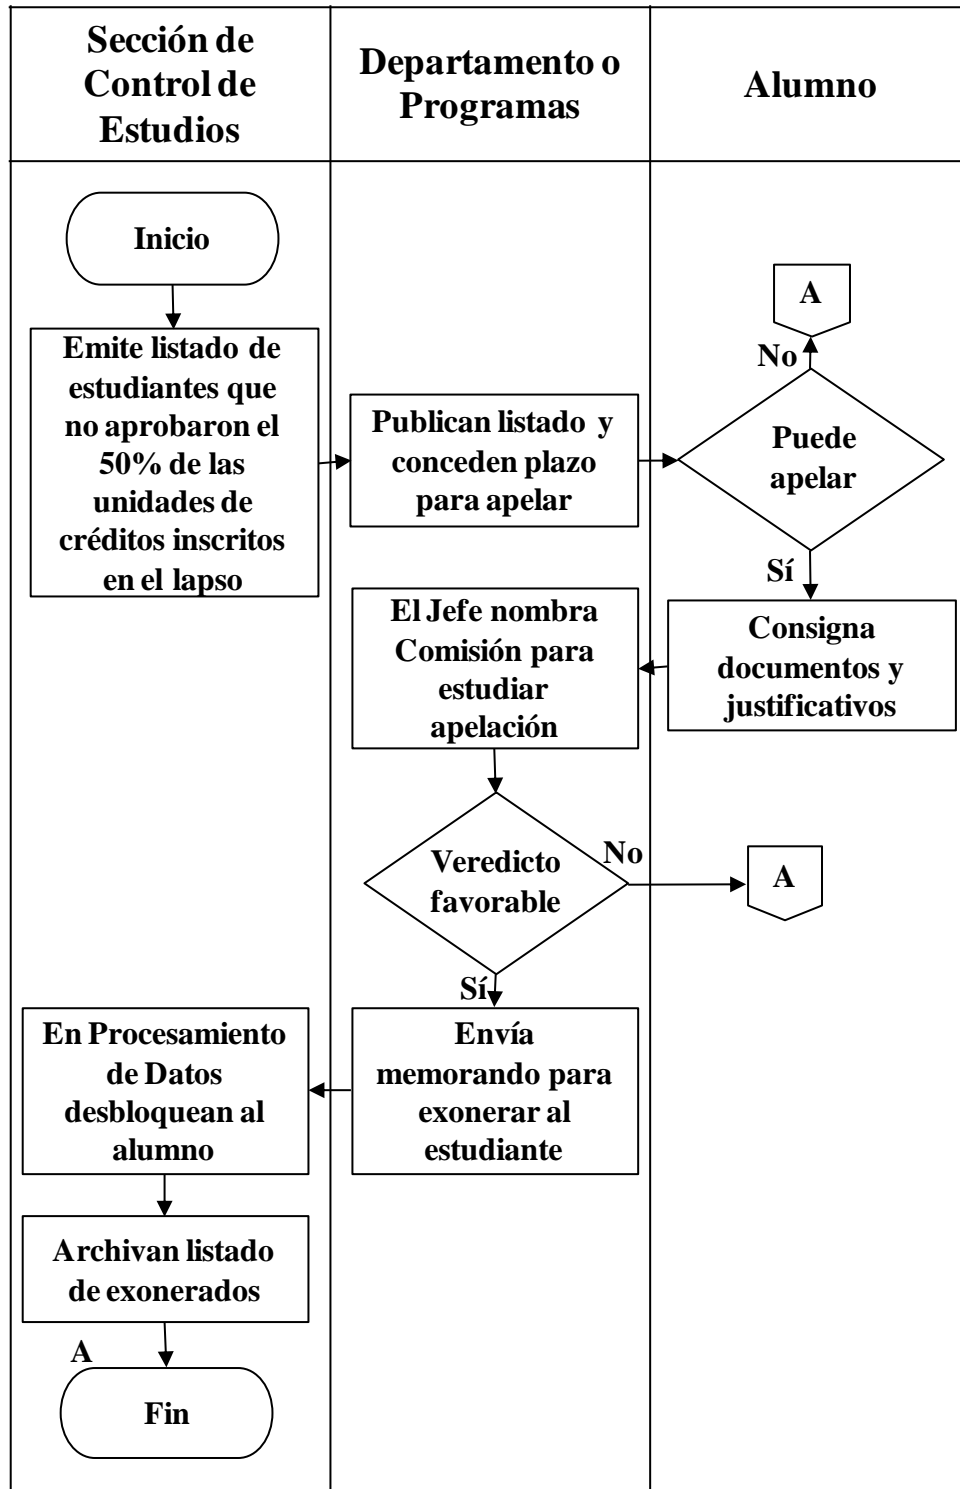 Sección de
Control de
Estudios
Departamento o
Programas
Alumno
Inicio
Emite listado de
estudiantes que
no aprobaron el
50% de las
unidades de
créditos inscritos
en el lapso
Publican listado y
conceden plazo
para apelar
A
No
Puede
apelar
Sí
Consigna
documentos y
justificativos
El Jefe nombra
Comisión para
estudiar
apelación
Veredicto
favorable
No
A
Sí
Envía
memorando para
exonerar al
estudiante
En Procesamiento
de Datos
desbloquean al
alumno
Archivan listado
de exonerados
A
Fin